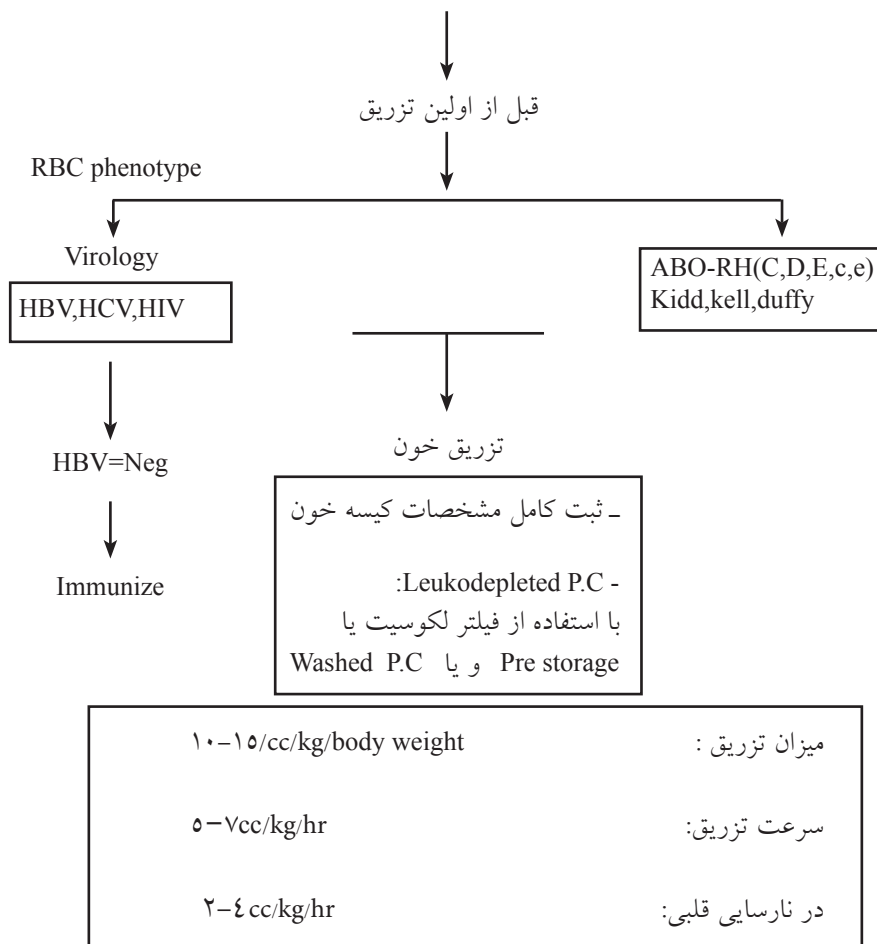 قبل از اولین تزریق
RBC phenotype
Virology
HBV,HCV,HIV
HBV=Neg
Immunize
ABO-RH(C,D,E,c,e)
Kidd,kell,duffy
تزریق خون
ـ ثبت کامل مشخصات کیسه خون
- Leukodepleted P.C:
با استفاده از فیلتر لکوسیت یا
Pre storage و یا Washed P.C
میزان تزریق : ۱۰-۱۵/cc/kg/body weight
سرعت تزریق: ۵-۷cc/kg/hr
در نارسایی قلبی: ۲-٤cc/kg/hr